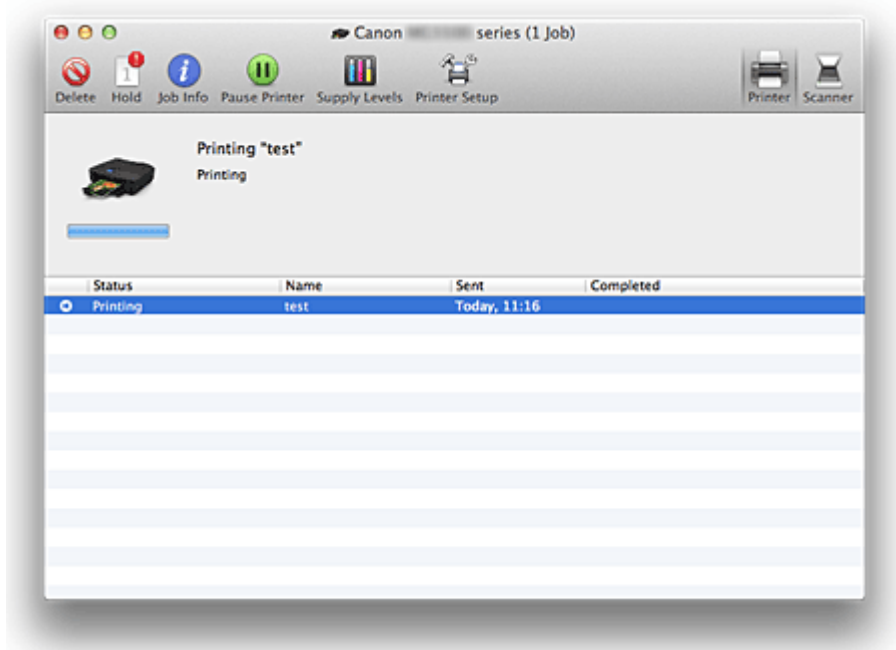 Canon series (1 Job)
Delete Hold Job Info Pause Printer Supply Levels Printer Setup Printer Scanner
1
Printing "test"
Printing
Status Name Sent Completed
Printing test Today, 11:16